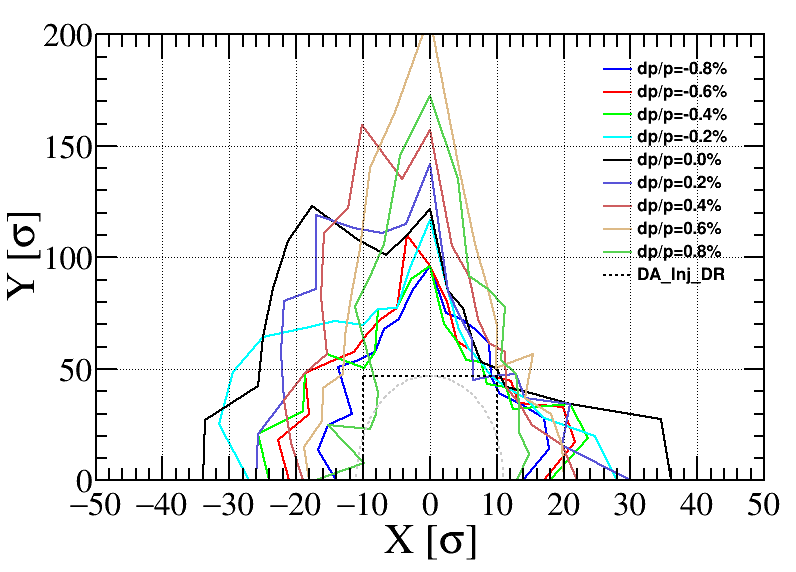 200
150
100
50
0
Y [σ]
dp/p=-0.8%
dp/p=-0.6%
dp/p=-0.4%
dp/p=-0.2%
dp/p=0.0%
dp/p=0.2%
dp/p=0.4%
dp/p=0.6%
dp/p=0.8%
DA_Inj_DR
−50 −40 −30 −20 −10 0 10 20 30 40 50
X [σ]